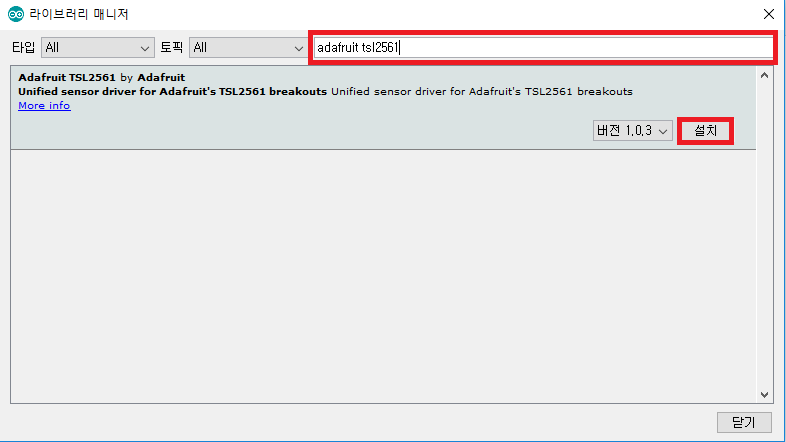 라이브러리 매니저
타입 All 토픽 All adafruit tsl2561
Adafruit TSL2561 by Adafruit
Unified sensor driver for Adafruit's TSL2561 breakouts Unified sensor driver for Adafruit's TSL2561 breakouts
More info
버전 1.0.3 설치
닫기